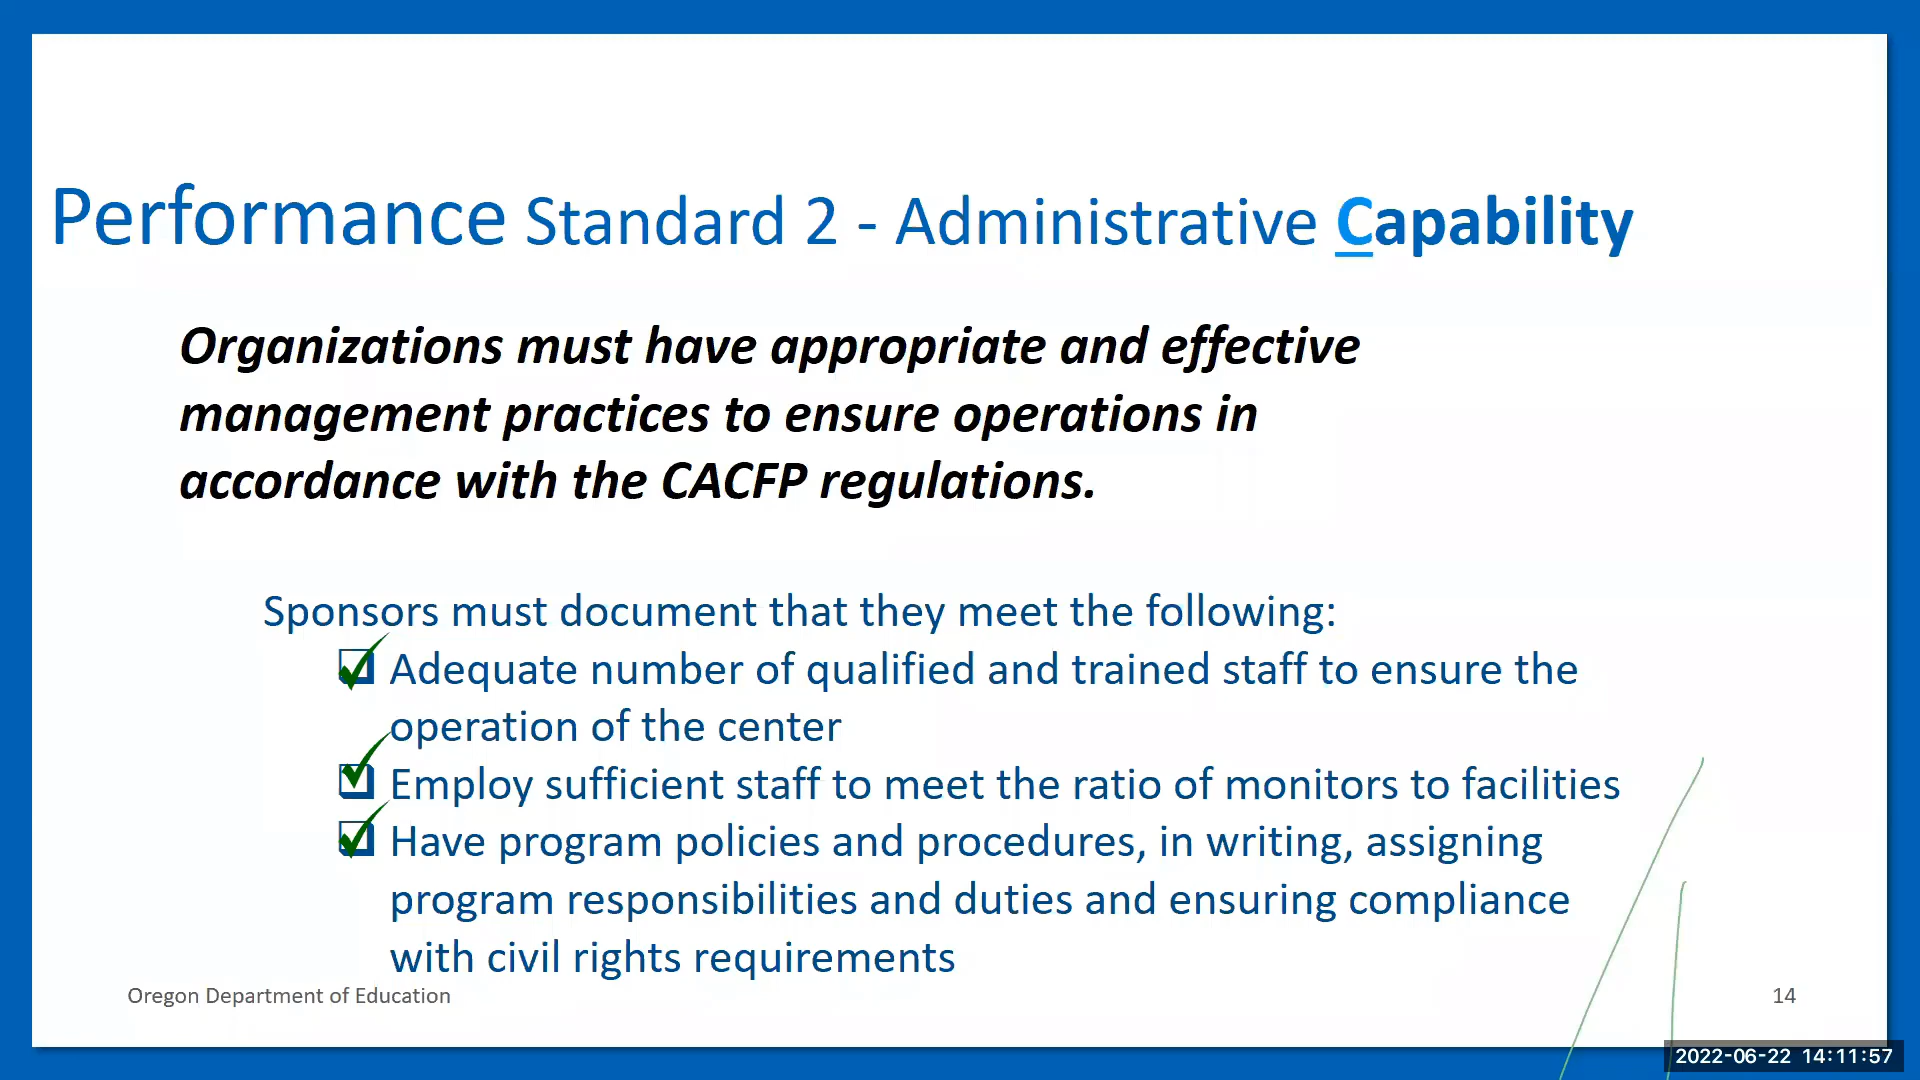 Performance Standard 2 - Administrative Capability
Organizations must have appropriate and effective
management practices to ensure operations in
accordance with the CACFP regulations.
Sponsors must document that they meet the following:
Adequate number of qualified and trained staff to ensure the
operation of the center
Employ sufficient staff to meet the ratio of monitors to facilities
Have program policies and procedures, in writing, assigning
program responsibilities and duties and ensuring compliance
with civil rights requirements
Oregon Department of Education
14
2022-06-22 14:11:57